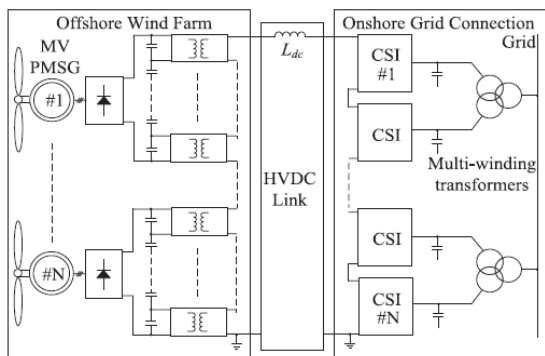 Offshore Wind Farm
Onshore Grid Connection
Grid
MV
PMSG
#1
L_dc
CSI
#1
CSI
HVDC
Link
Multi-winding
transformers
#N
CSI
CSI
#N